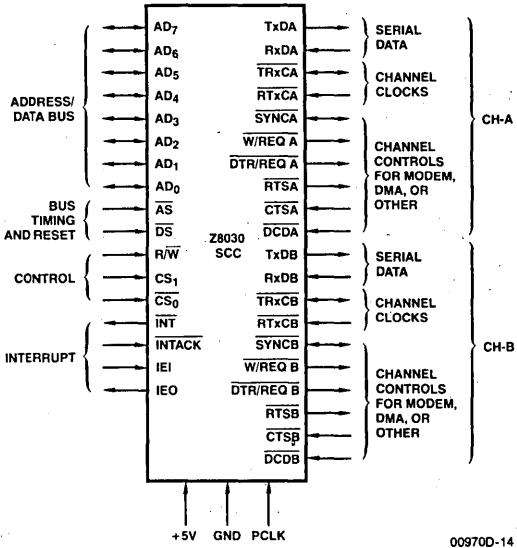 AD7
AD6
AD5
AD4
AD3
AD2
AD1
AD0
AS
DS
R/W
CS1
CS0
INT
INTACK
IEI
IEO
ADDRESS/
DATA BUS
BUS
TIMING
AND RESET
CONTROL
INTERRUPT
Z8030
SCC
TxDA
RxDA
TRxCA
RTxCA
SYNCA
W/REQ A
DTR/REQ A
RTSA
CTSA
DCDA
TxDB
RxDB
TRxCB
RTxCB
SYNCB
W/REQ B
DTR/REQ B
RTSB
CTSB
DCDB
SERIAL
DATA
CHANNEL
CLOCKS
CHANNEL
CONTROLS
FOR MODEM,
DMA, OR
OTHER
CH-A
SERIAL
DATA
CHANNEL
CLOCKS
CHANNEL
CONTROLS
FOR MODEM,
DMA, OR
OTHER
CH-B
+5V GND PCLK
00970D-14